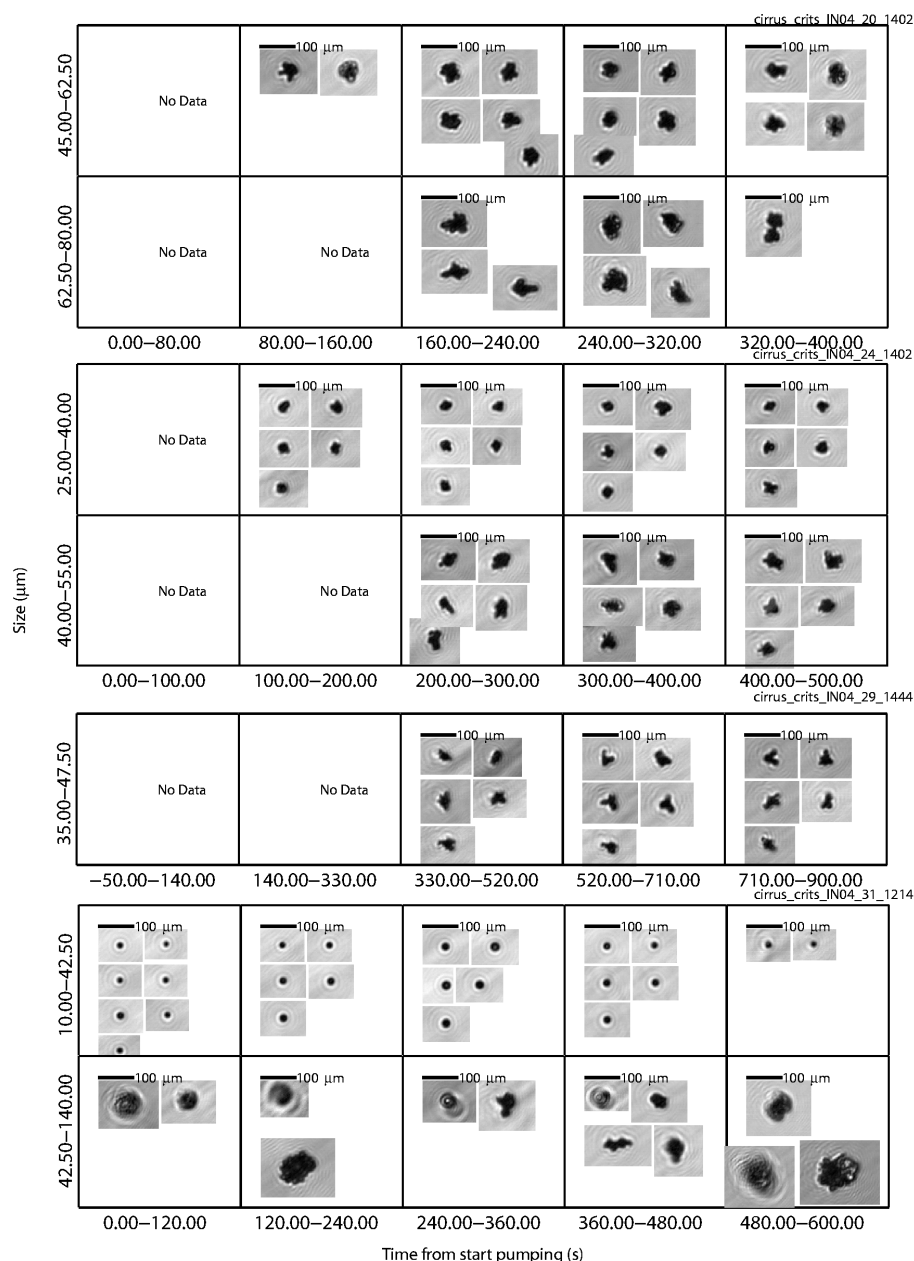 cirrus_crits_IN04_20_1402
45.00−62.50
No Data
100 μm
100 μm
100 μm
100 μm
62.50−80.00
No Data
No Data
100 μm
100 μm
100 μm
0.00−80.00
80.00−160.00
160.00−240.00
240.00−320.00
320.00−400.00
cirrus_crits_IN04_24_1402
25.00−40.00
No Data
100 μm
100 μm
100 μm
100 μm
40.00−55.00
No Data
No Data
100 μm
100 μm
100 μm
0.00−100.00
100.00−200.00
200.00−300.00
300.00−400.00
400.00−500.00
Size (μm)
cirrus_crits_IN04_29_1444
35.00−47.50
No Data
No Data
100 μm
100 μm
100 μm
−50.00−140.00
140.00−330.00
330.00−520.00
520.00−710.00
710.00−900.00
cirrus_crits_IN04_31_1214
10.00−42.50
100 μm
100 μm
100 μm
100 μm
100 μm
42.50−140.00
100 μm
100 μm
100 μm
100 μm
100 μm
0.00−120.00
120.00−240.00
240.00−360.00
360.00−480.00
480.00−600.00
Time from start pumping (s)